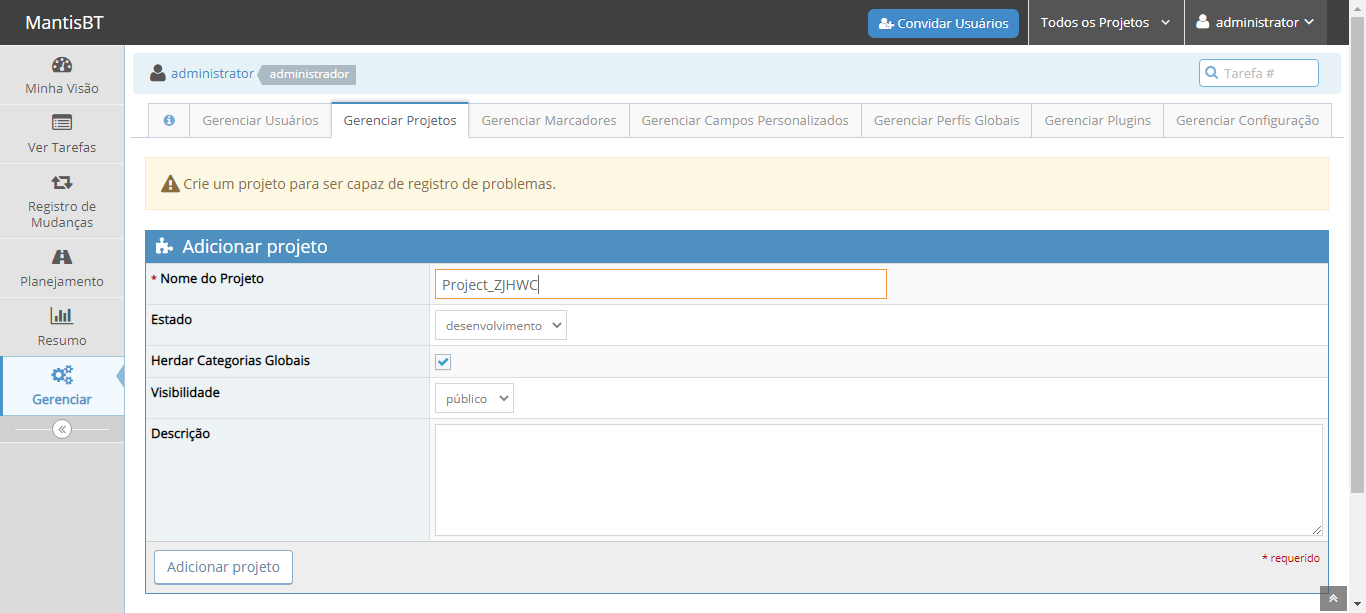 MantisBT
Convidar Usuários
Todos os Projetos
administrator
Minha Visão
Ver Tarefas
Registro de
Mudanças
Planejamento
Resumo
Gerenciar
administrator administrador
Tarefa #
Gerenciar Usuários
Gerenciar Projetos
Gerenciar Marcadores
Gerenciar Campos Personalizados
Gerenciar Perfís Globais
Gerenciar Plugins
Gerenciar Configuração
Crie um projeto para ser capaz de registro de problemas.
Adicionar projeto
* Nome do Projeto
Project_ZJHWC
Estado
desenvolvimento
Herdar Categorias Globais
Visibilidade
público
Descrição
Adicionar projeto
* requerido